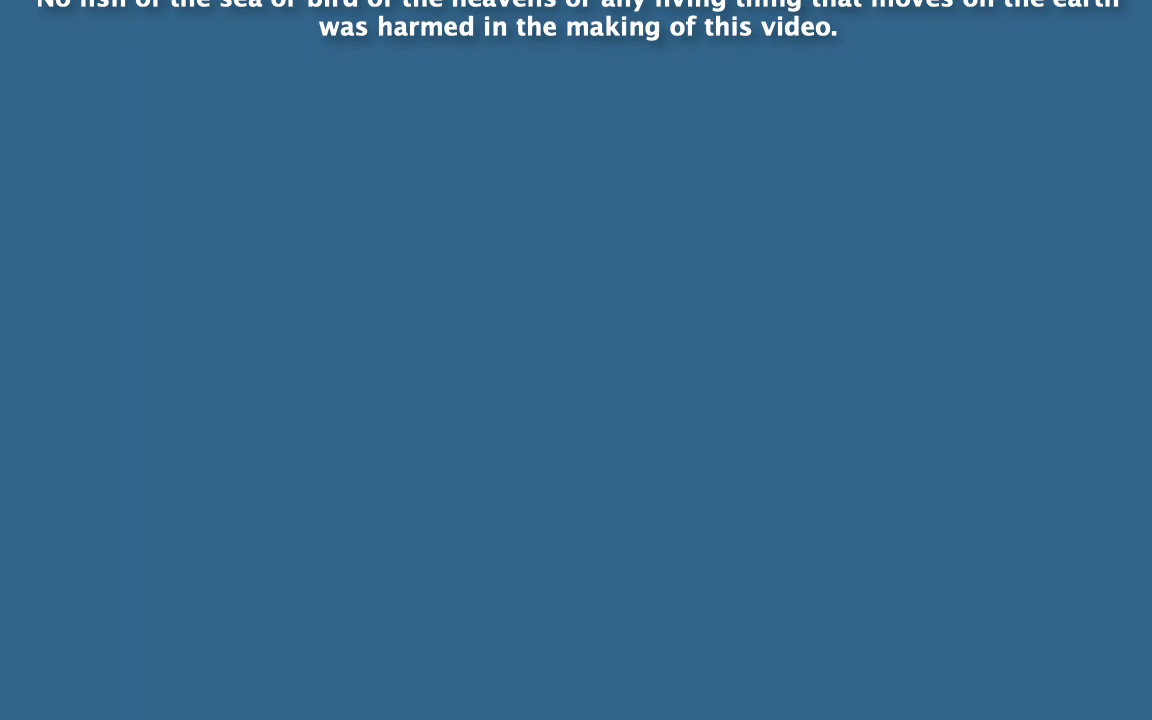 No fish of the sea or bird of the heavens or any living thing that moves on the earth
was harmed in the making of this video.